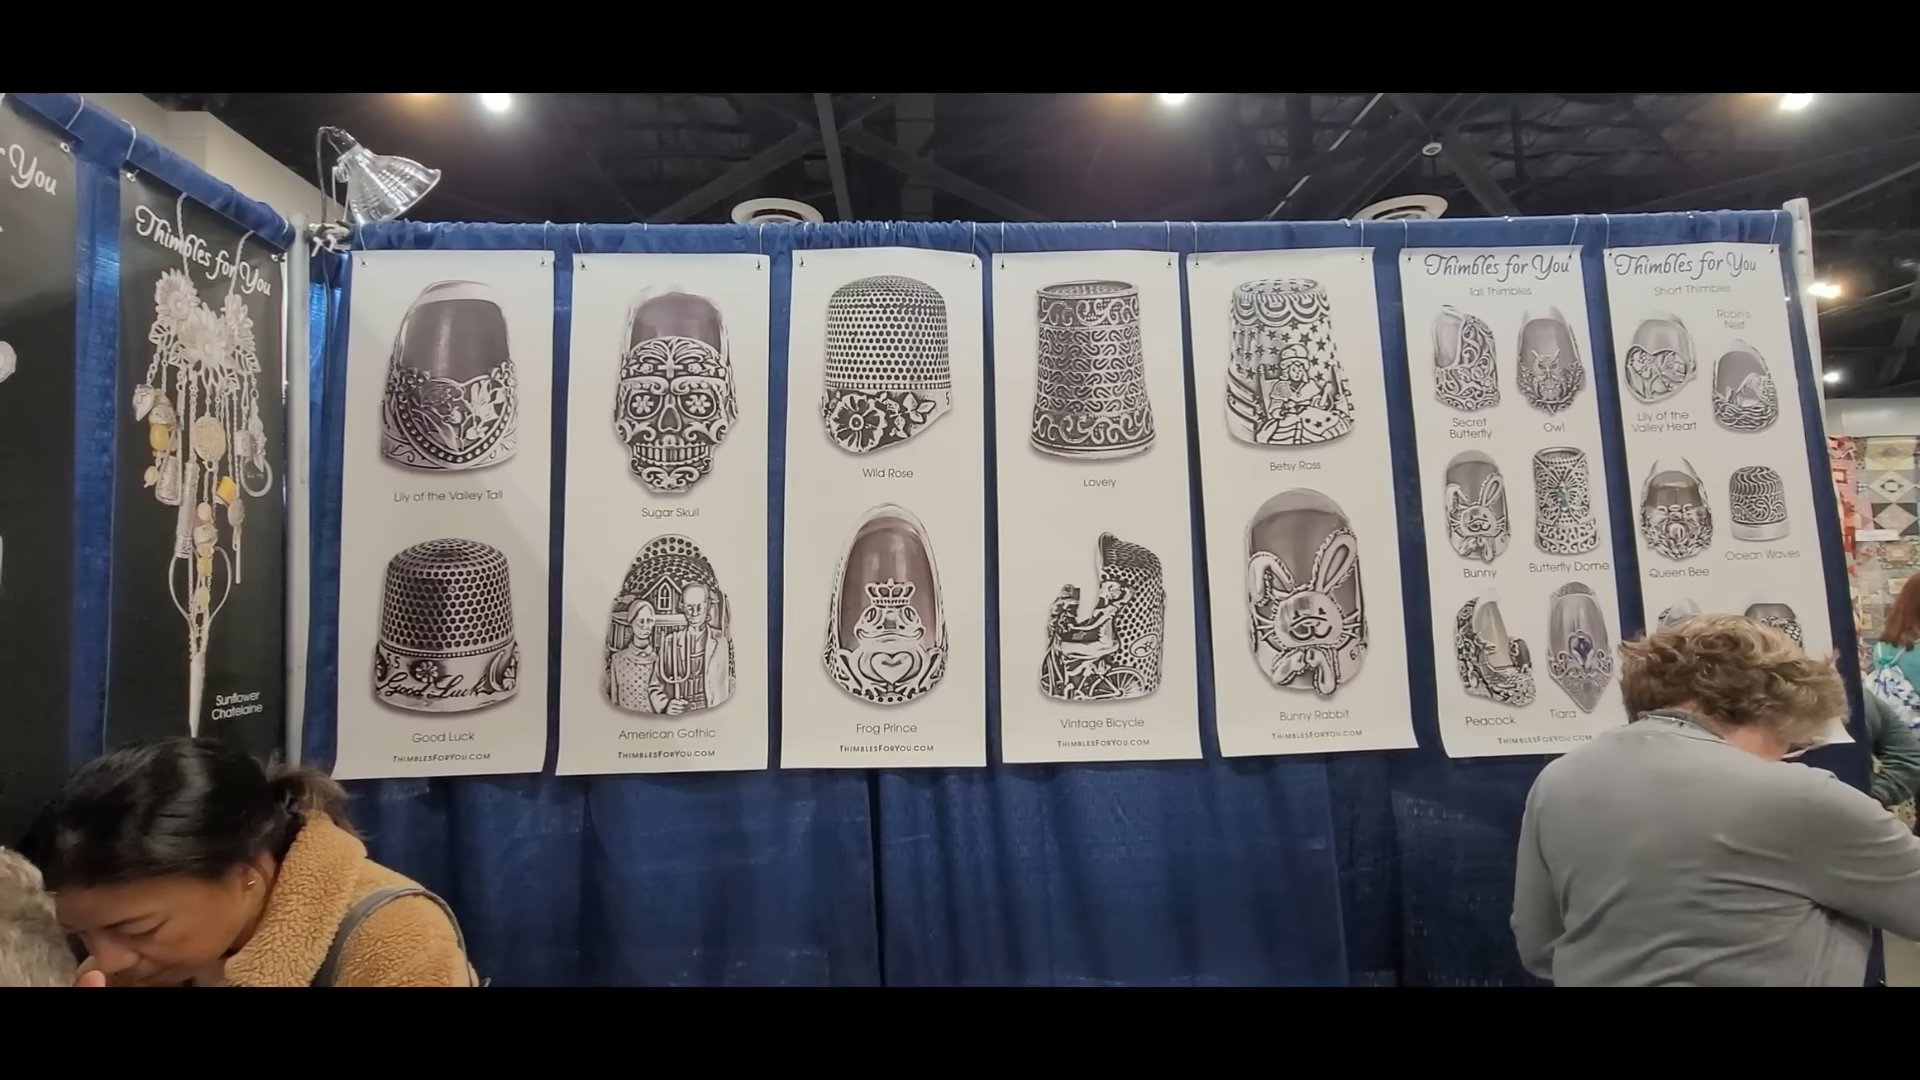 You
Thimbles for You
Sunflower
Chatelaine
Lily of the Valley Tall
Good Luck
5
Good Luck
THIMBLESFORYOU.COM
Sugar Skull
American Gothic
THIMBLESFORYOU.COM
5
Wild Rose
Frog Prince
THIMBLESFORYOU.COM
Lovely
Vintage Bicycle
THIMBLESFORYOU.COM
Betsy Ross
Bunny Rabbit
THIMBLESFORYOU.COM
Thimbles for You
Tall Thimbles
Secret
Butterfly
Owl
Bunny
Butterfly Dome
Peacock
Tiara
THIMBLESFORYOU.COM
Thimbles for You
Short Thimbles
Robin's
Nest
Lily of the
Valley Heart
Queen Bee
Ocean Waves